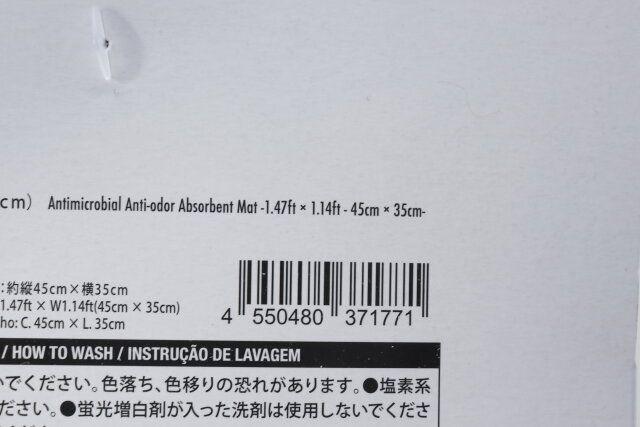 cm） Antimicrobial Anti-odor Absorbent Mat -1.47ft × 1.14ft - 45cm × 35cm-
：約縦45cm×横35cm
1.47ft × W1.14ft(45cm × 35cm)
ho: C. 45cm × L. 35cm
4 550480 371771
/ HOW TO WASH / INSTRUÇÃO DE LAVAGEM
いでください。色落ち、色移りの恐れがあります。●塩素系
ださい。●蛍光増白剤が入った洗剤は使用しないでくださ